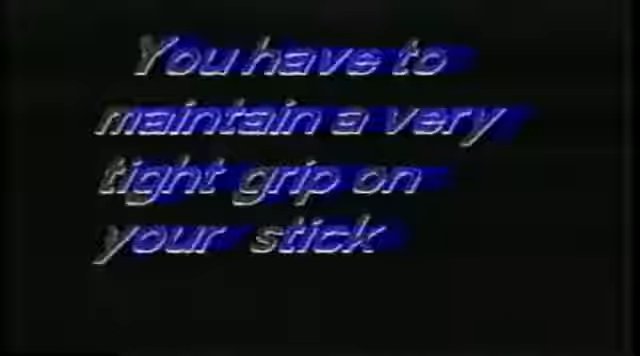 You have to
maintain a very
tight grip on
your stick